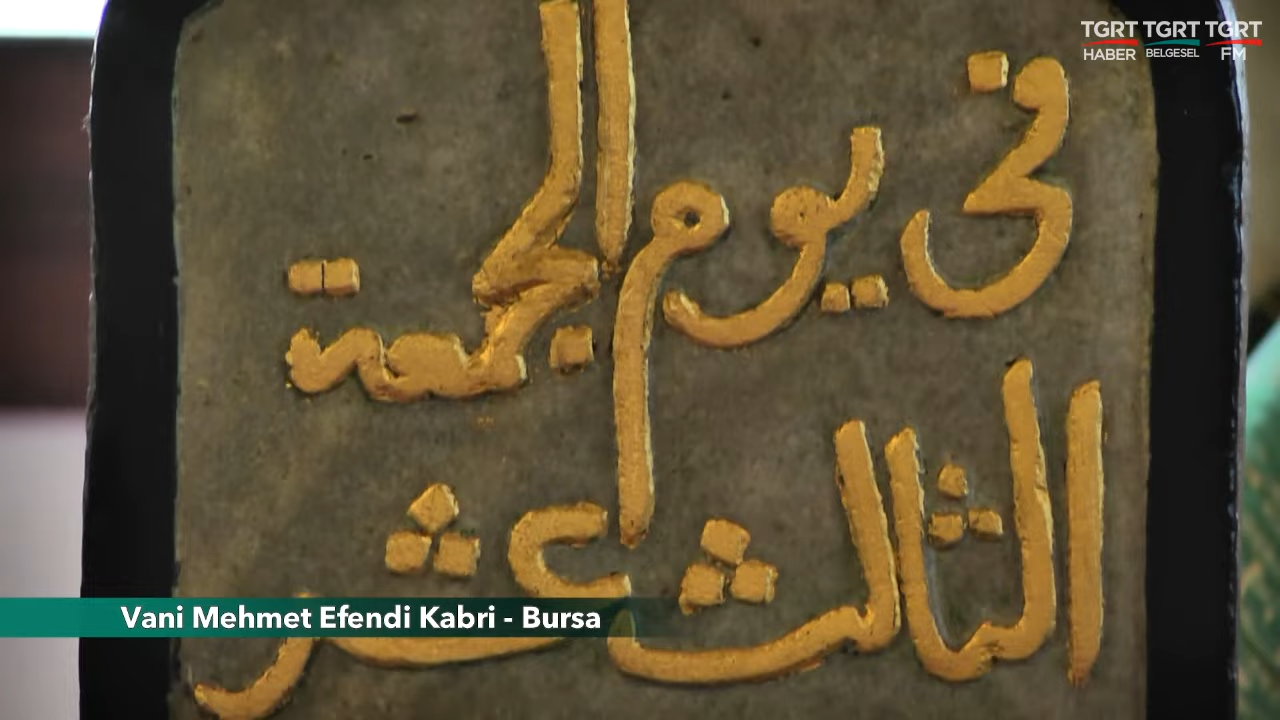 TGRT HABER TGRT BELGESEL TGRT FM
في يوم الجمعة
الثالث عشر
Vani Mehmet Efendi Kabri - Bursa